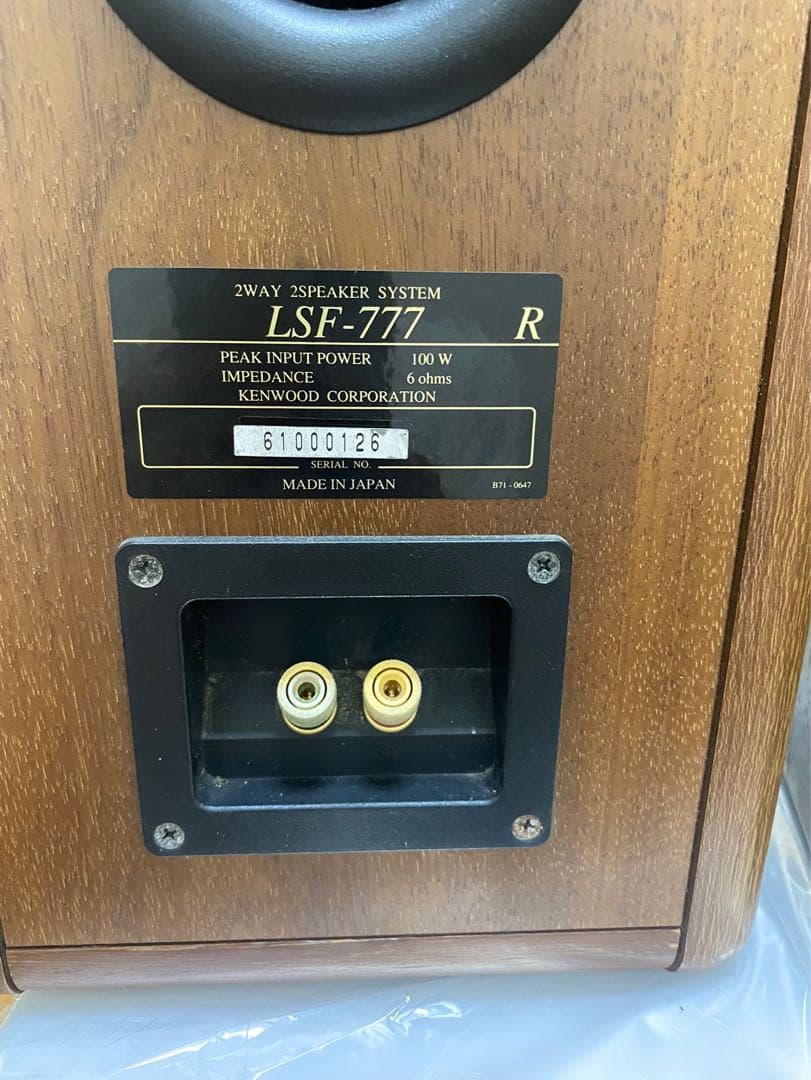 2WAY 2SPEAKER SYSTEM
LSF-777 R
PEAK INPUT POWER 100 W
IMPEDANCE 6 ohms
KENWOOD CORPORATION
61000126
SERIAL NO.
MADE IN JAPAN B71-0647